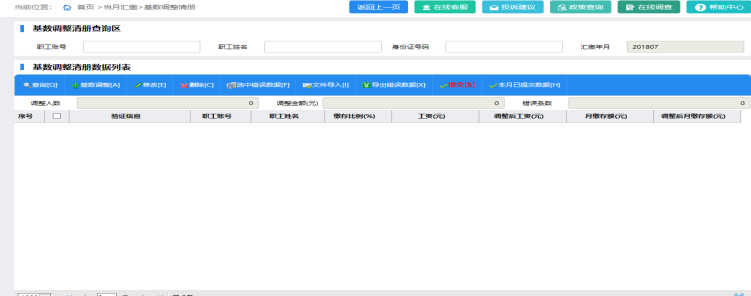 当前位置： 首页 >当月汇缴>基数调整清册 返回上一页 在线客服 投诉建议 政策查询 在线调查 帮助中心
基数调整清册查询区
职工账号 职工姓名 身份证号码 汇缴年月 201807
基数调整清册数据列表
查询[Q] 基数调整[A] 修改[E] 删除[C] 选中错误数据[F] 文件导入[I] 导出错误数据[X] 提交[S] 本月已提交数据[H]
调整人数 0 调整金额(元) 0 错误条数 0
序号 验证信息 职工账号 职工姓名 缴存比例(%) 工资(元) 调整后工资(元) 月缴存额(元) 调整后月缴存额(元)